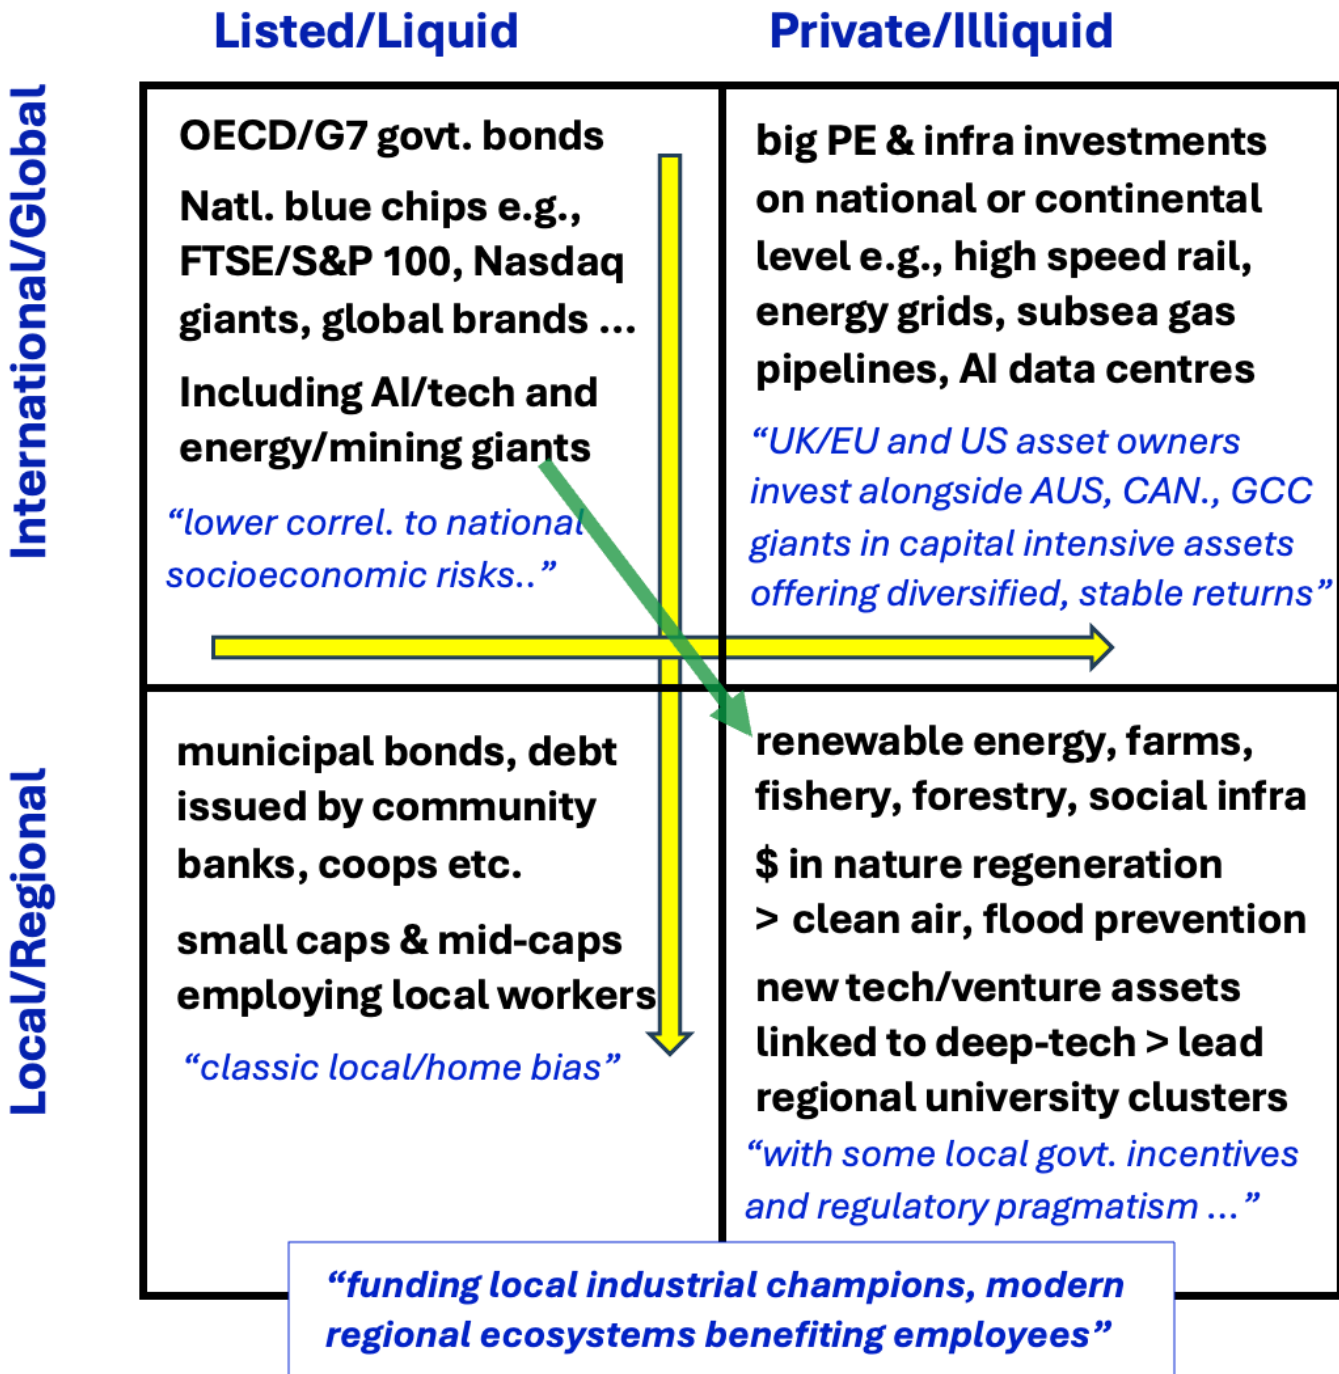 Listed/Liquid
Private/Illiquid
International/Global
OECD/G7 govt. bonds
Natl. blue chips e.g.,
FTSE/S&P 100, Nasdaq
giants, global brands ...
Including AI/tech and
energy/mining giants
“lower correl. to national
socioeconomic risks..”
big PE & infra investments
on national or continental
level e.g., high speed rail,
energy grids, subsea gas
pipelines, AI data centres
“UK/EU and US asset owners
invest alongside AUS, CAN., GCC
giants in capital intensive assets
offering diversified, stable returns”
Local/Regional
municipal bonds, debt
issued by community
banks, coops etc.
small caps & mid-caps
employing local workers
“classic local/home bias”
renewable energy, farms,
fishery, forestry, social infra
$ in nature regeneration
> clean air, flood prevention
new tech/venture assets
linked to deep-tech > lead
regional university clusters
“with some local govt. incentives
and regulatory pragmatism ...”
“funding local industrial champions, modern
regional ecosystems benefiting employees”